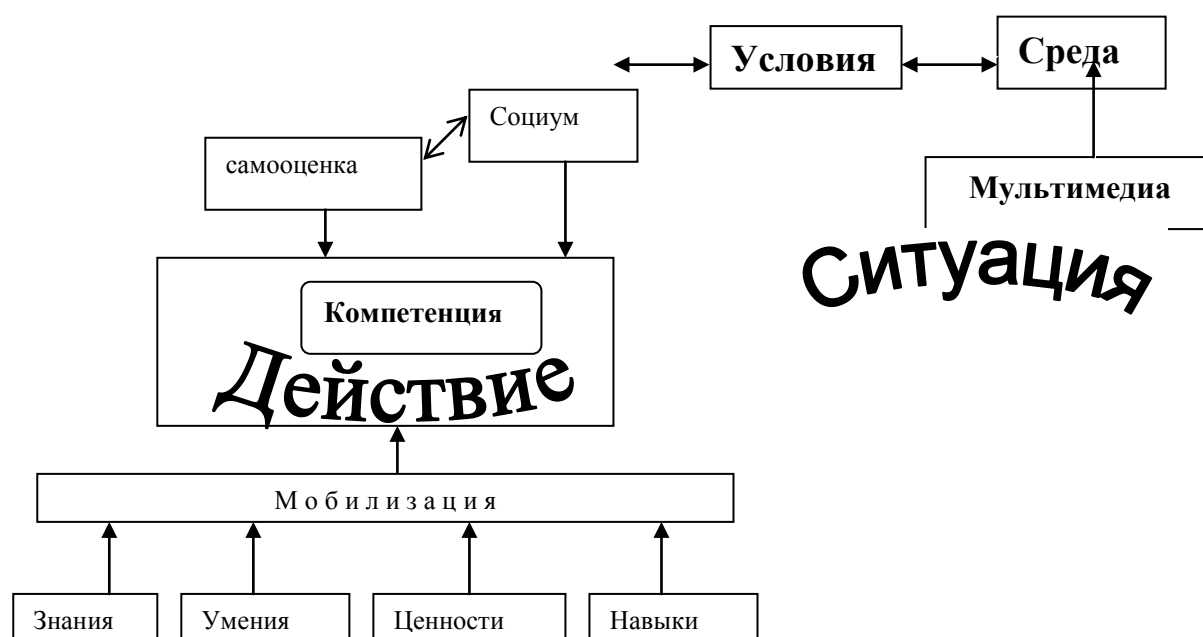 Условия
Среда
Социум
самооценка
Мультимедиа
Ситуация
Компетенция
Действие
М о б и л и з а ц и я
Знания
Умения
Ценности
Навыки